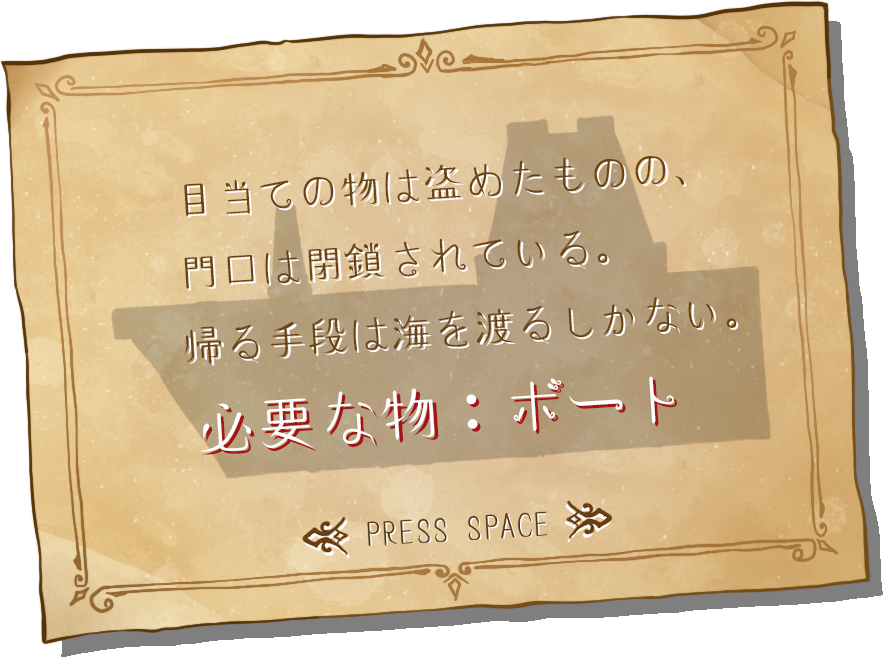 目当ての物は盗めたものの、
門口は閉鎖されている。
帰る手段は海を渡るしかない。
必要な物：ボート
PRESS SPACE